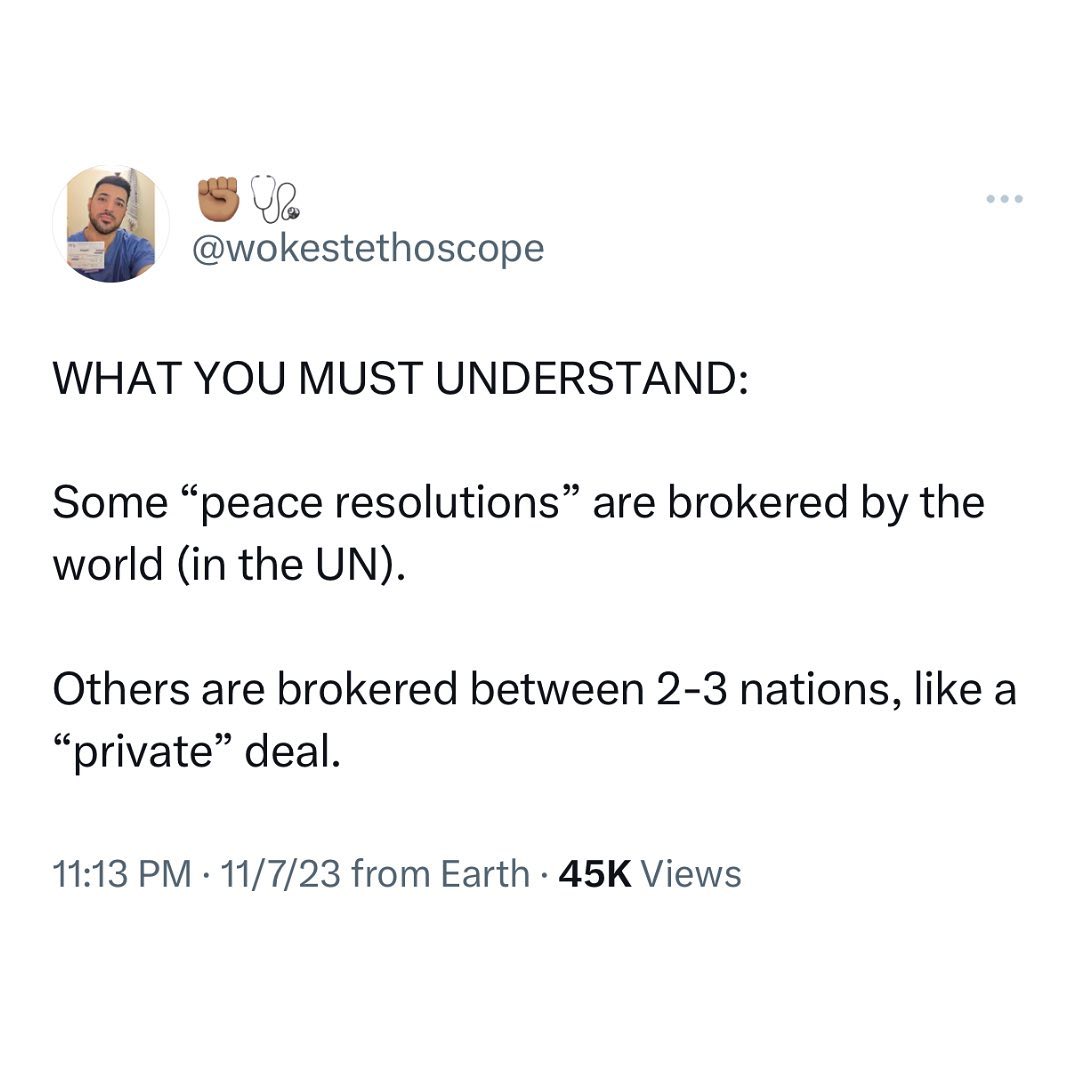 ✊🏽🩺
@wokestethoscope
WHAT YOU MUST UNDERSTAND:
Some “peace resolutions” are brokered by the
world (in the UN).
Others are brokered between 2-3 nations, like a
“private” deal.
11:13 PM · 11/7/23 from Earth · 45K Views